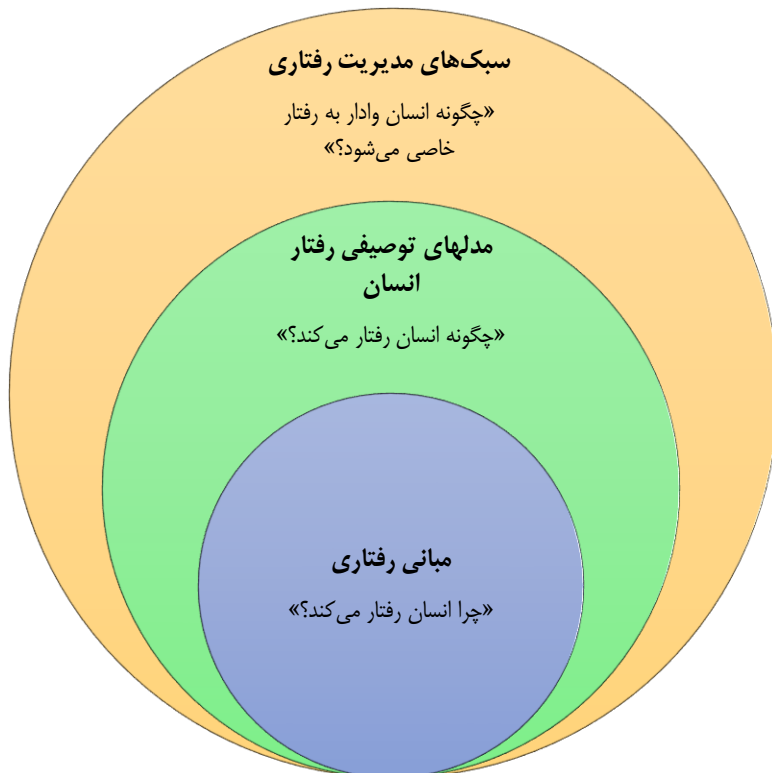 سبک‌های مدیریت رفتاری
«چگونه انسان وادار به رفتار
خاصی می‌شود؟»
مدلهای توصیفی رفتار
انسان
«چگونه انسان رفتار می‌کند؟»
مبانی رفتاری
«چرا انسان رفتار می‌کند؟»